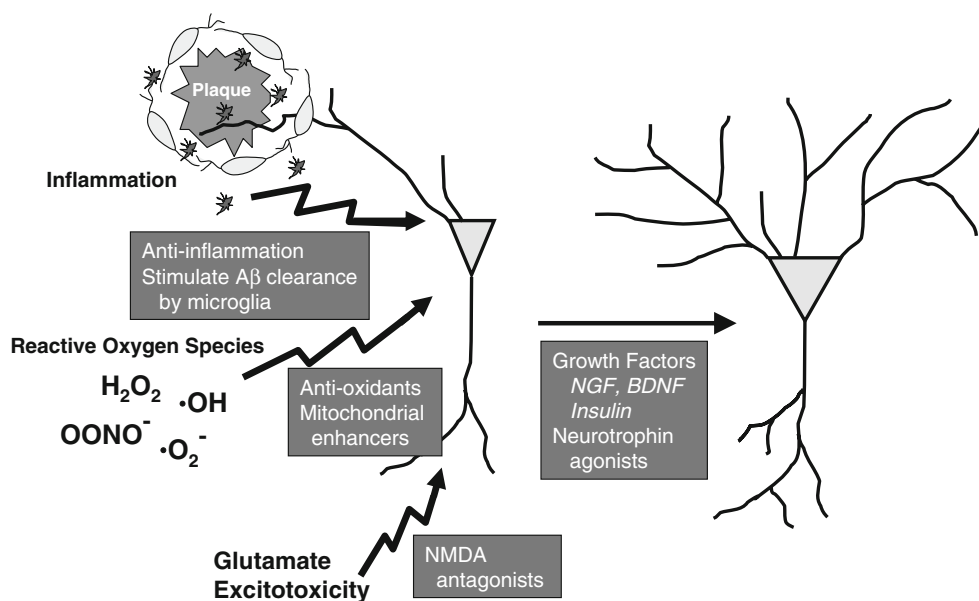 Plaque
Inflammation
Anti-inflammation
Stimulate Aβ clearance
by microglia
Reactive Oxygen Species
H₂O₂
·OH
OONO⁻
·O₂⁻
Anti-oxidants
Mitochondrial
enhancers
Growth Factors
NGF, BDNF
Insulin
Neurotrophin
agonists
Glutamate
Excitotoxicity
NMDA
antagonists